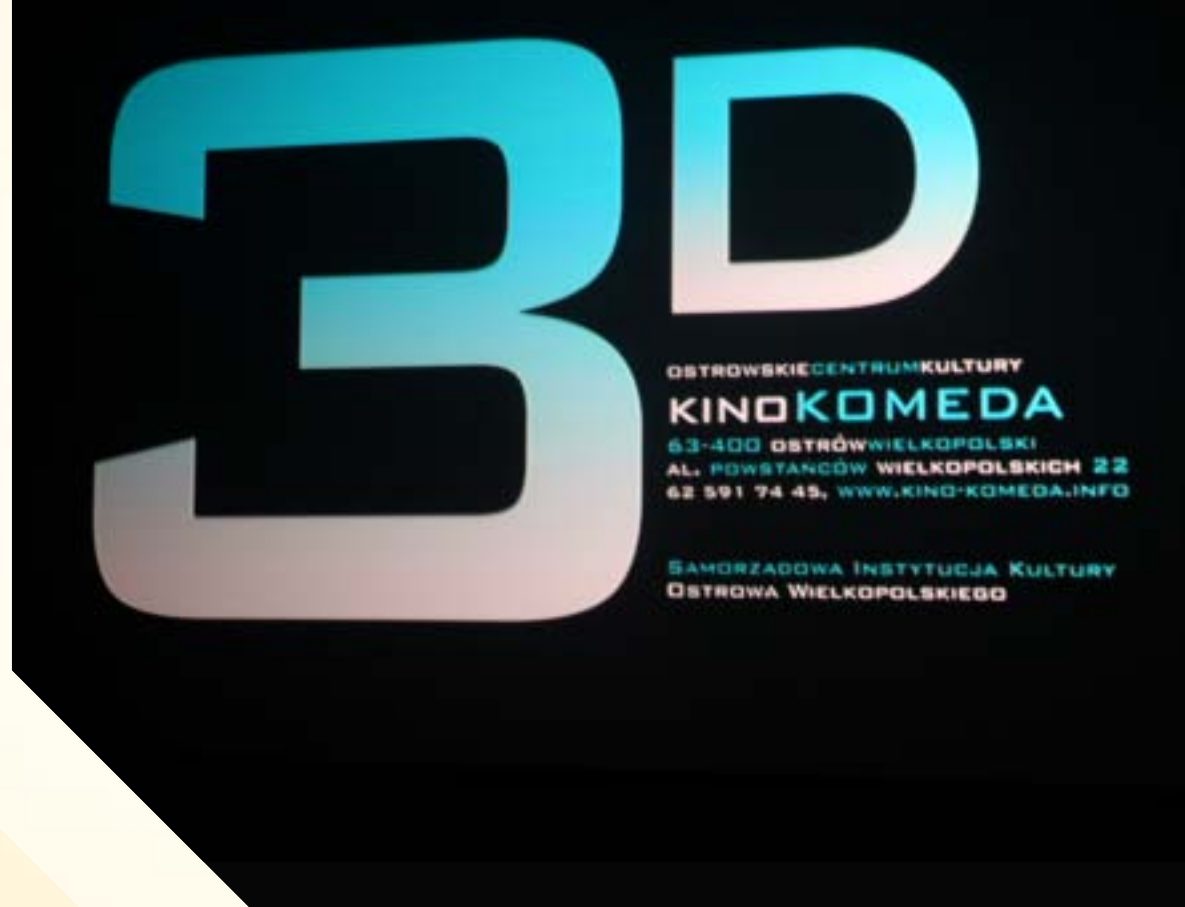 3D
OSTROWSKIECENTRUMKULTURY
KINOKOMEDA
63-400 OSTRÓWWIELKOPOLSKI
AL. POWSTAŃCÓW WIELKOPOLSKICH 22
62 591 74 45, WWW.KINO-KOMEDA.INFO
SAMORZĄDOWA INSTYTUCJA KULTURY
OSTROWA WIELKOPOLSKIEGO